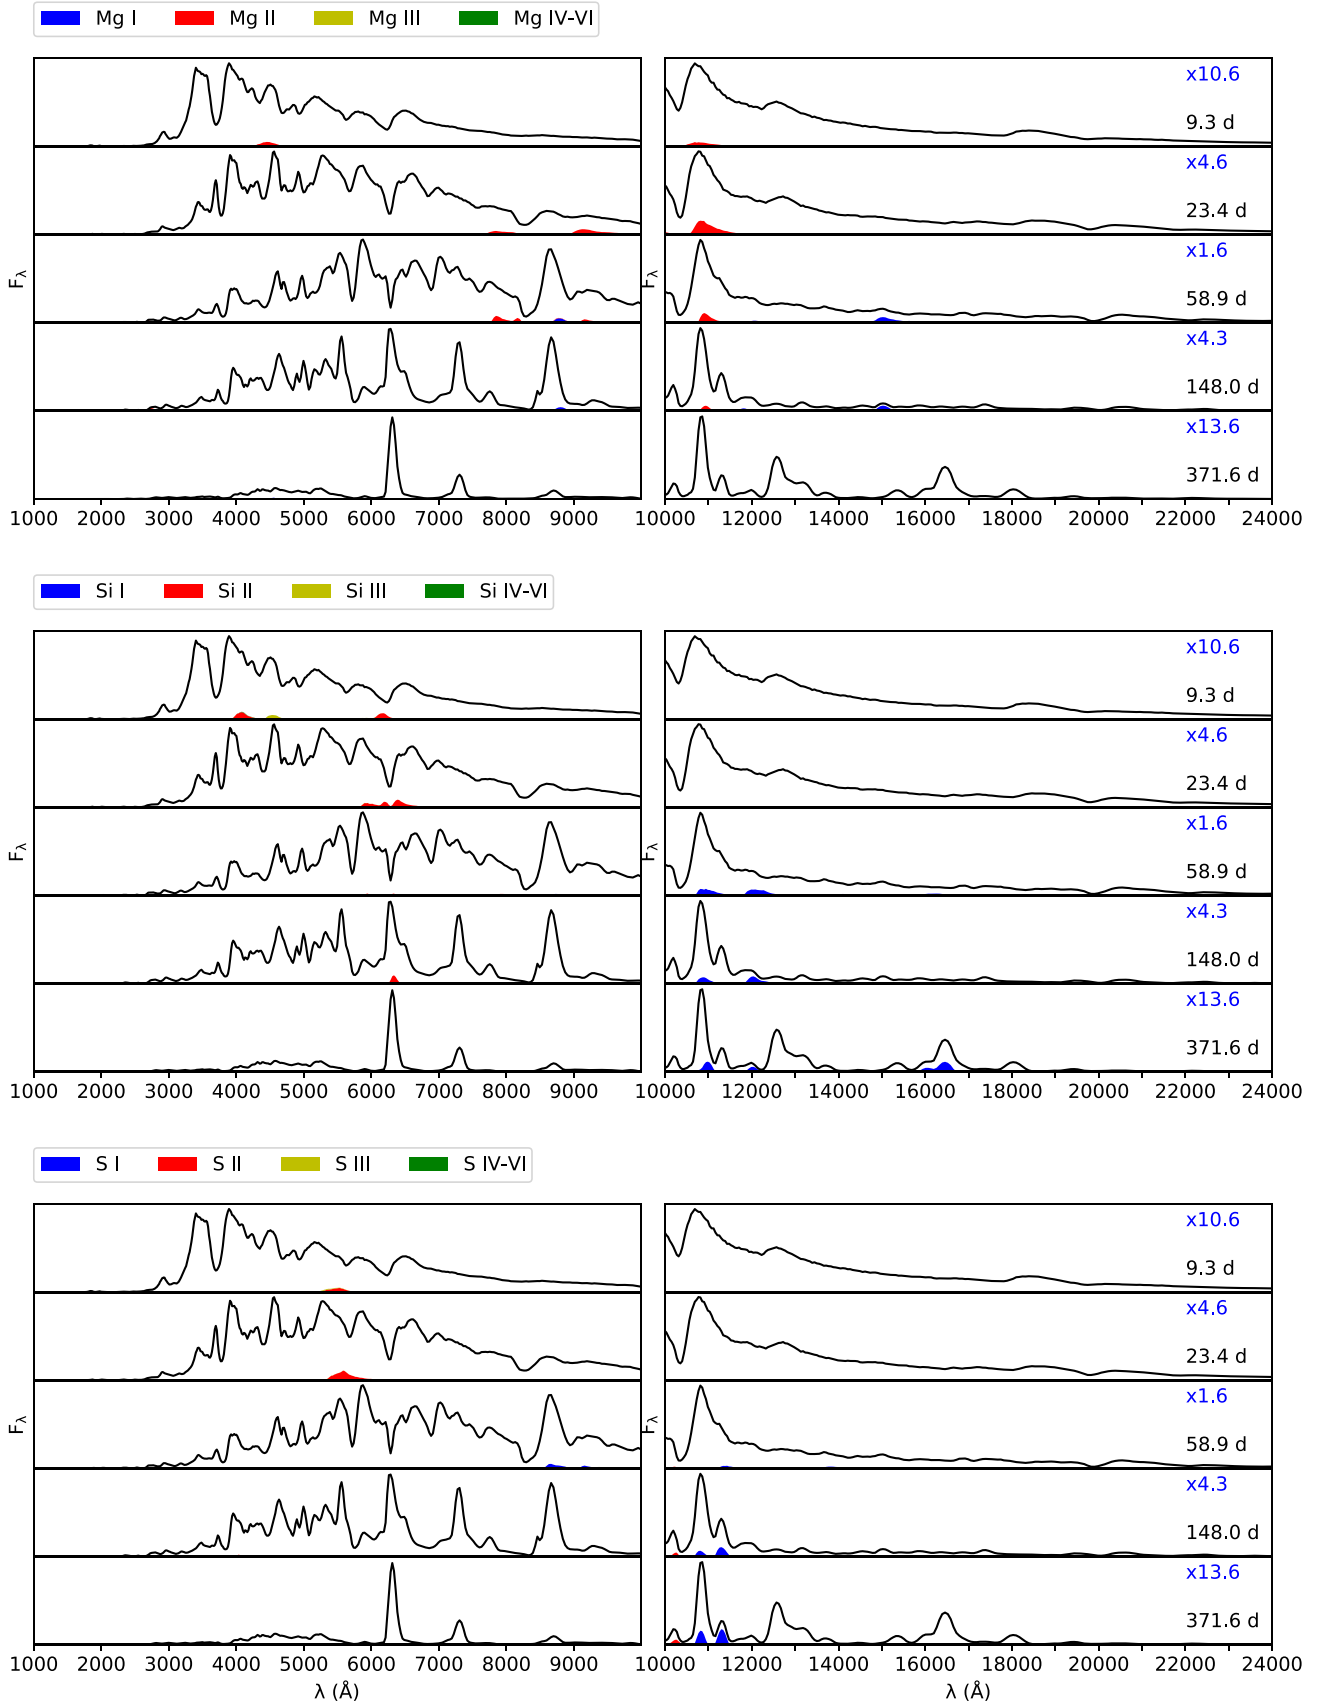 Mg I Mg II Mg III Mg IV-VI
x10.6
9.3 d
x4.6
23.4 d
x1.6
58.9 d
x4.3
148.0 d
x13.6
371.6 d
Fλ Fλ
1000 2000 3000 4000 5000 6000 7000 8000 9000 10000 12000 14000 16000 18000 20000 22000 24000
Si I Si II Si III Si IV-VI
x10.6
9.3 d
x4.6
23.4 d
x1.6
58.9 d
x4.3
148.0 d
x13.6
371.6 d
Fλ Fλ
1000 2000 3000 4000 5000 6000 7000 8000 9000 10000 12000 14000 16000 18000 20000 22000 24000
S I S II S III S IV-VI
x10.6
9.3 d
x4.6
23.4 d
x1.6
58.9 d
x4.3
148.0 d
x13.6
371.6 d
Fλ Fλ
1000 2000 3000 4000 5000 6000 7000 8000 9000 10000 12000 14000 16000 18000 20000 22000 24000
λ (Å) λ (Å)